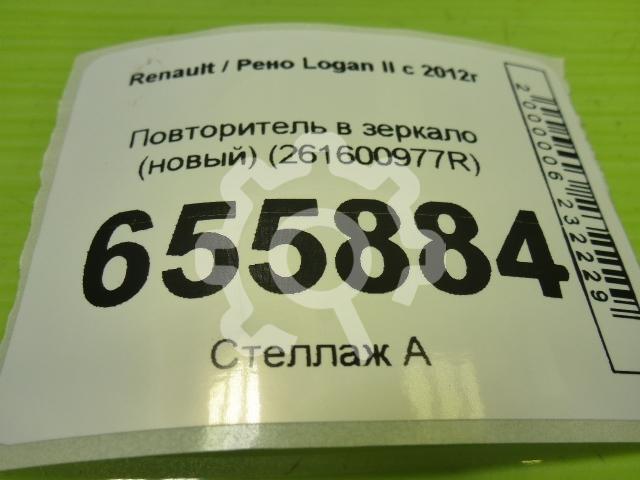 Renault / Рено Logan II с 2012г
Повторитель в зеркало
(новый) (261600977R)
655884
Стеллаж А
2000006232229